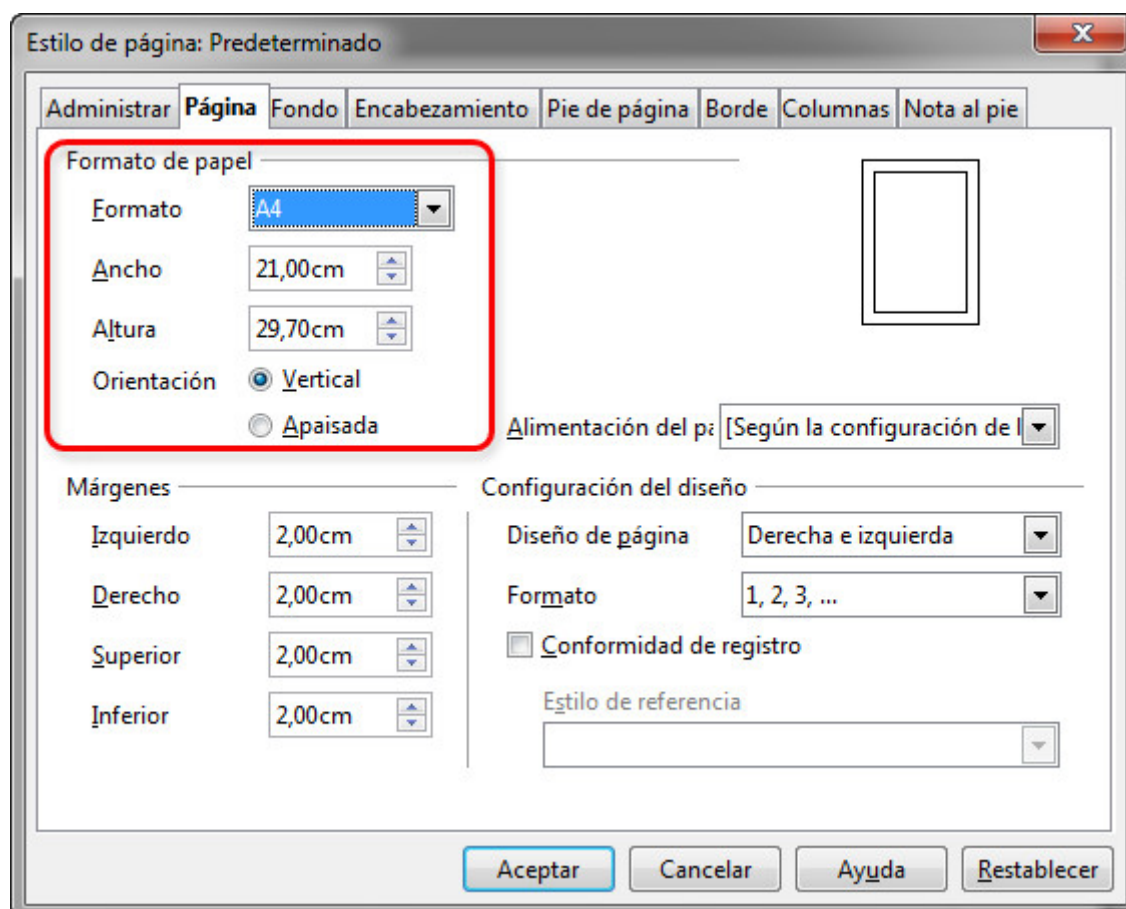 Estilo de página: Predeterminado
Administrar Página Fondo Encabezamiento Pie de página Borde Columnas Nota al pie
Formato de papel
Formato A4
Ancho 21,00cm
Altura 29,70cm
Orientación Vertical
Apaisada
Alimentación del pa [Según la configuración de l
Márgenes
Izquierdo 2,00cm
Derecho 2,00cm
Superior 2,00cm
Inferior 2,00cm
Configuración del diseño
Diseño de página Derecha e izquierda
Formato 1, 2, 3, ...
Conformidad de registro
Estilo de referencia
Aceptar Cancelar Ayuda Restablecer